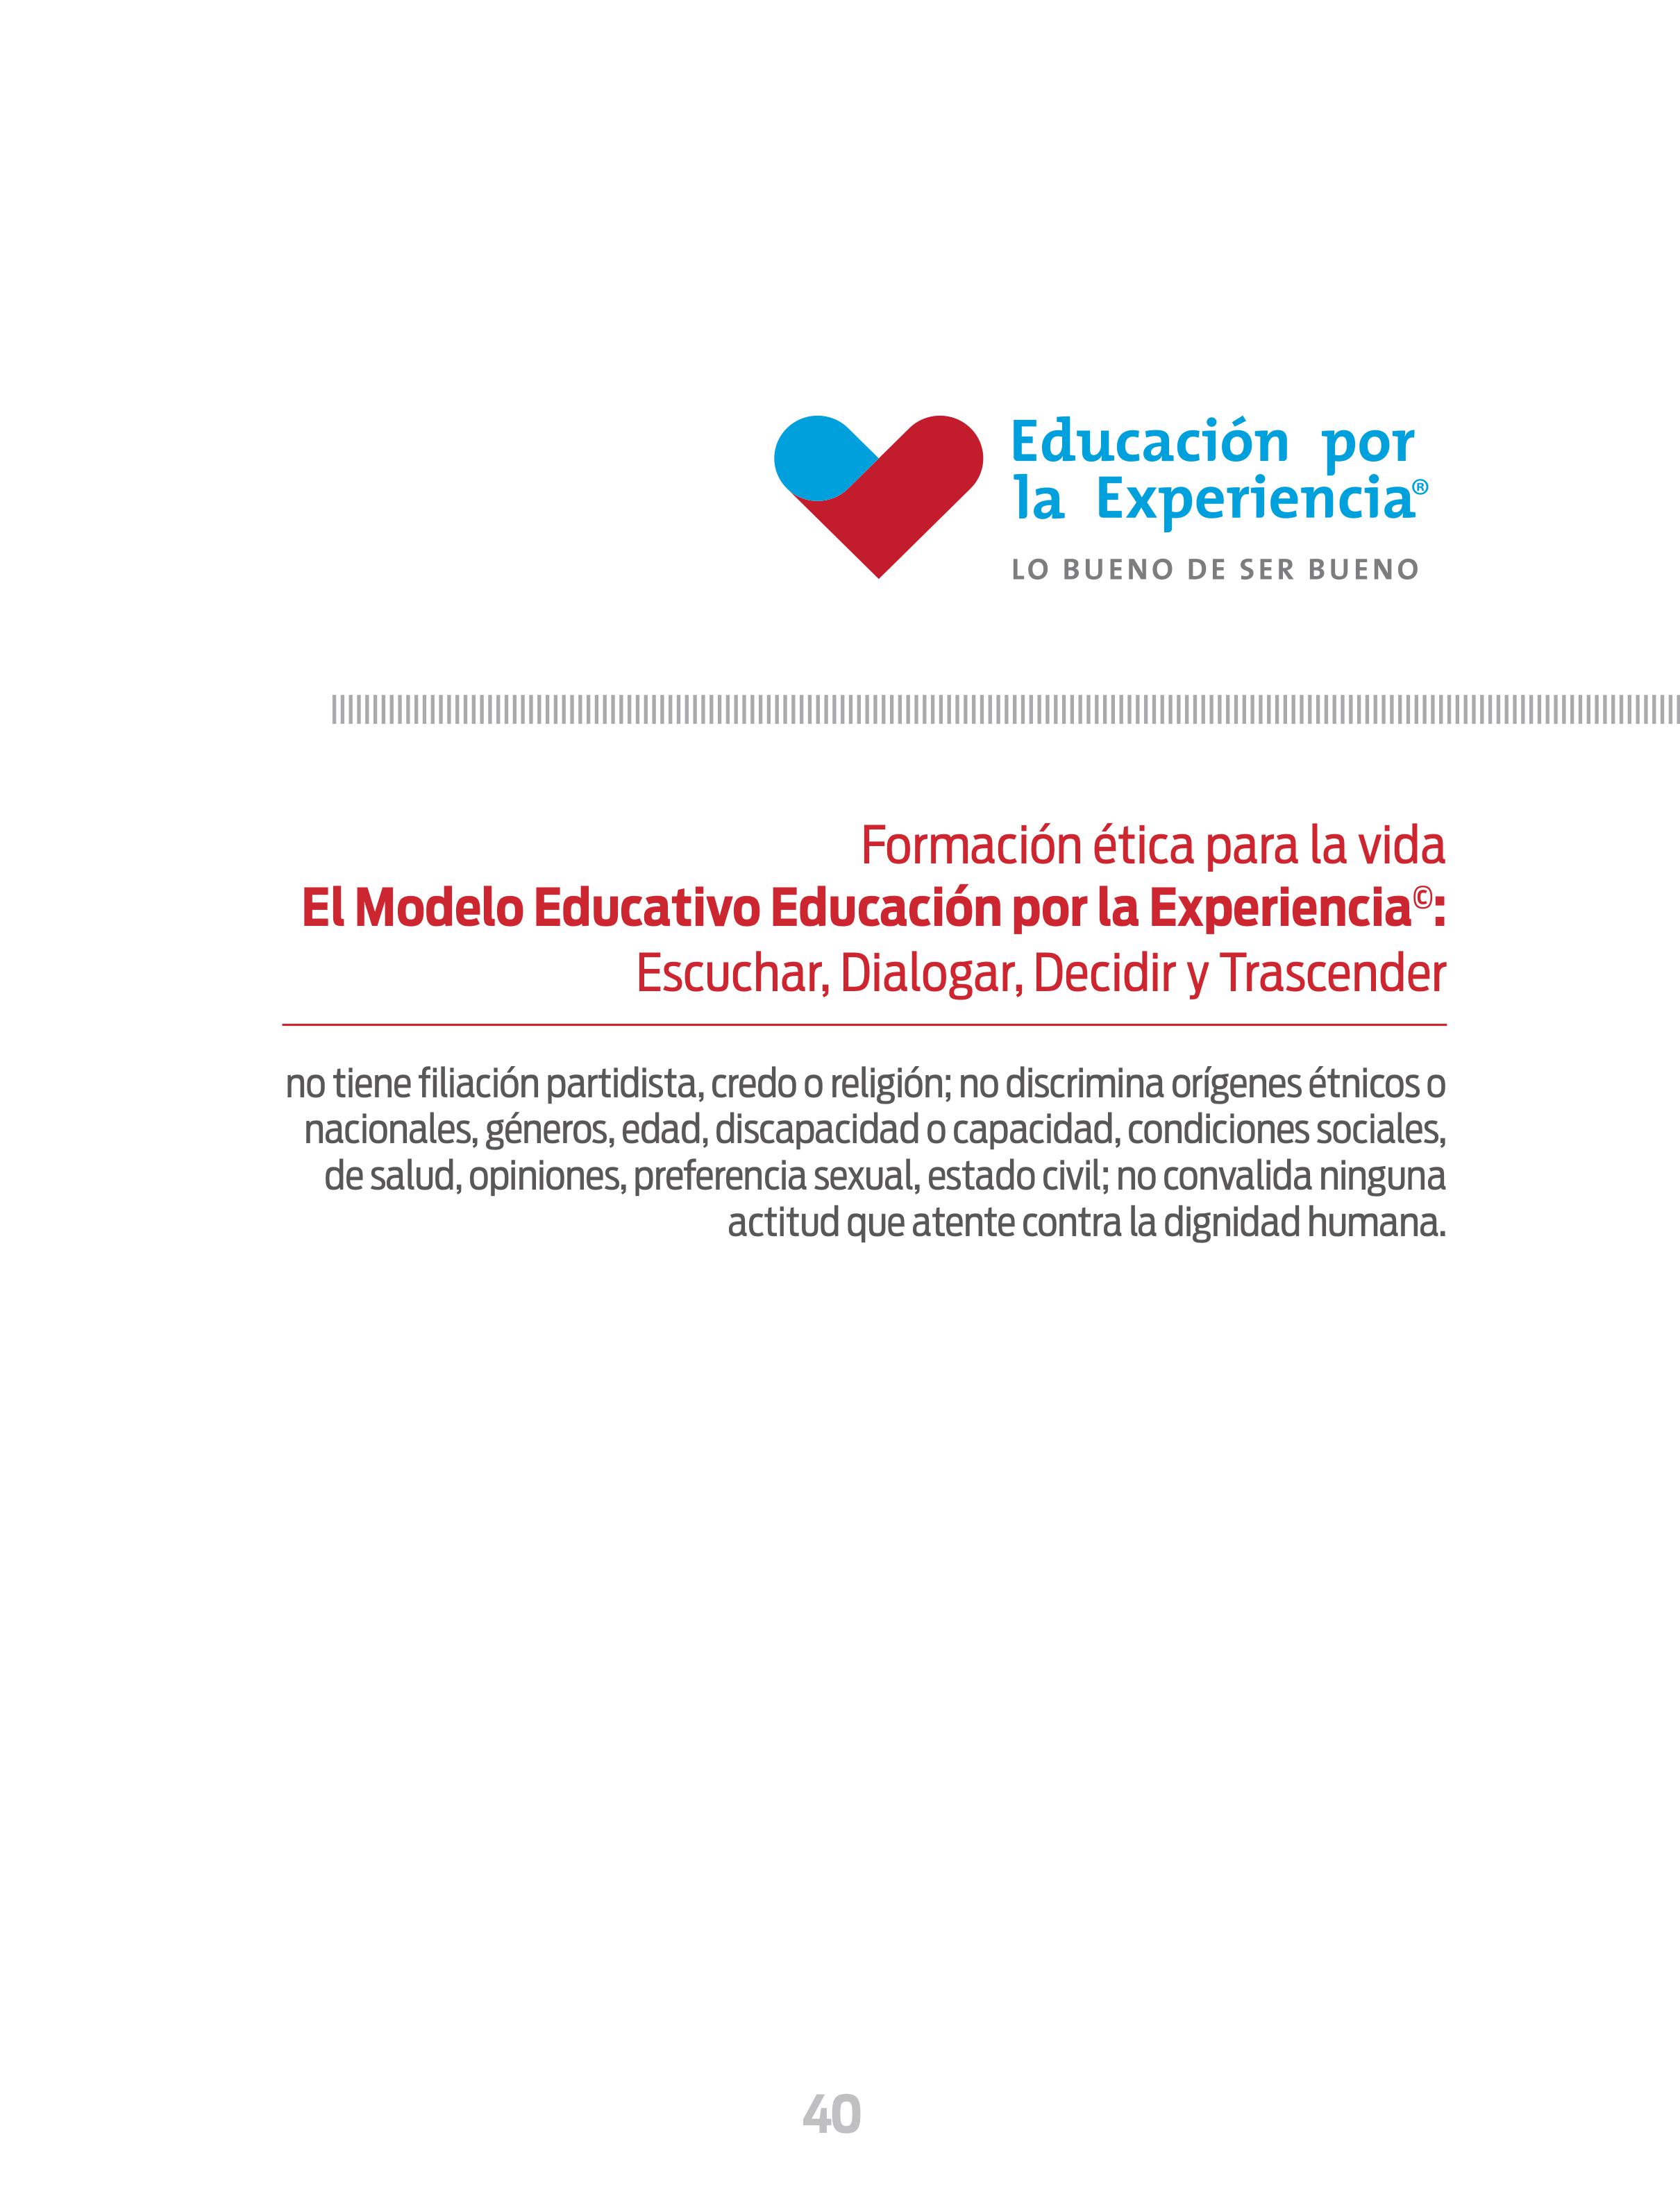 Educación por
la Experiencia®
LO BUENO DE SER BUENO
Formación ética para la vida
El Modelo Educativo Educación por la Experiencia©:
Escuchar, Dialogar, Decidir y Trascender
no tiene filiación partidista, credo o religión; no discrimina orígenes étnicos o
nacionales, géneros, edad, discapacidad o capacidad, condiciones sociales,
de salud, opiniones, preferencia sexual, estado civil; no convalida ninguna
actitud que atente contra la dignidad humana.
40